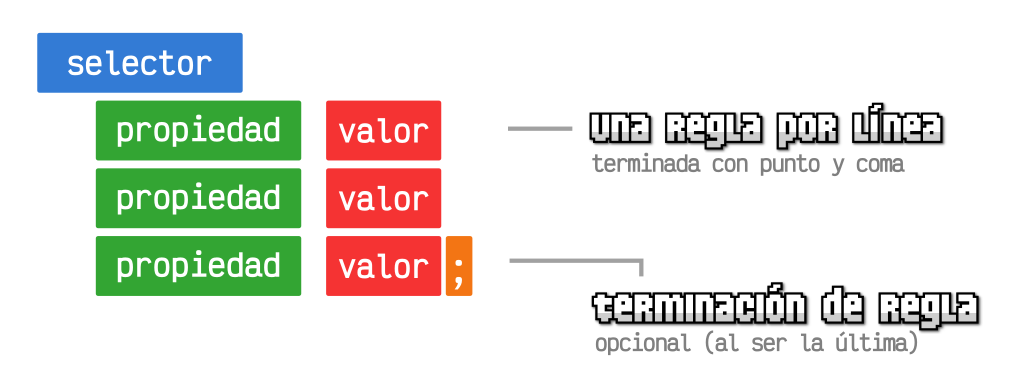 selector
propiedad valor
una regla por línea
terminada con punto y coma
propiedad valor
propiedad valor ;
terminación de regla
opcional (al ser la última)